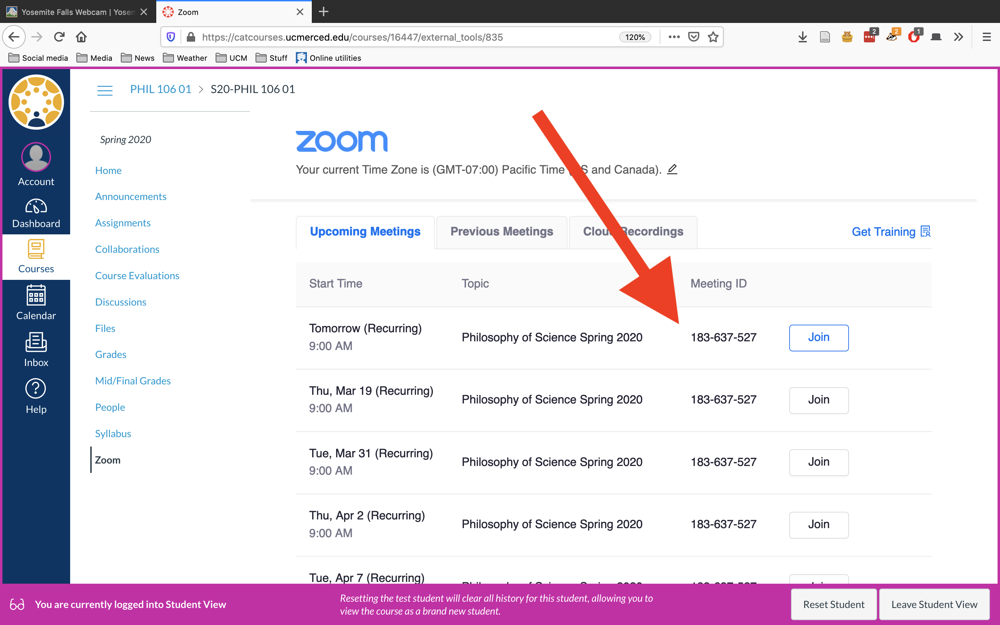 Yosemite Falls Webcam | Yosem
Zoom
https://catcourses.ucmerced.edu/courses/16447/external_tools/835
120%
2
2
1
Social media
Media
News
Weather
UCM
Stuff
Online utilities
PHIL 106 01 > S20-PHIL 106 01
Account
Dashboard
Courses
Calendar
Inbox
Help
Spring 2020
Home
Announcements
Assignments
Collaborations
Course Evaluations
Discussions
Files
Grades
Mid/Final Grades
People
Syllabus
Zoom
zoom
Your current Time Zone is (GMT-07:00) Pacific Time ( S and Canada).
Upcoming Meetings
Previous Meetings
Clou Recordings
Get Training
Start Time Topic Meeting ID
Tomorrow (Recurring)
9:00 AM
Philosophy of Science Spring 2020
183-637-527
Join
Thu, Mar 19 (Recurring)
9:00 AM
Philosophy of Science Spring 2020
183-637-527
Join
Tue, Mar 31 (Recurring)
9:00 AM
Philosophy of Science Spring 2020
183-637-527
Join
Thu, Apr 2 (Recurring)
9:00 AM
Philosophy of Science Spring 2020
183-637-527
Join
Tue, Apr 7 (Recurring)
You are currently logged into Student View
Resetting the test student will clear all history for this student, allowing you to
view the course as a brand new student.
Reset Student
Leave Student View